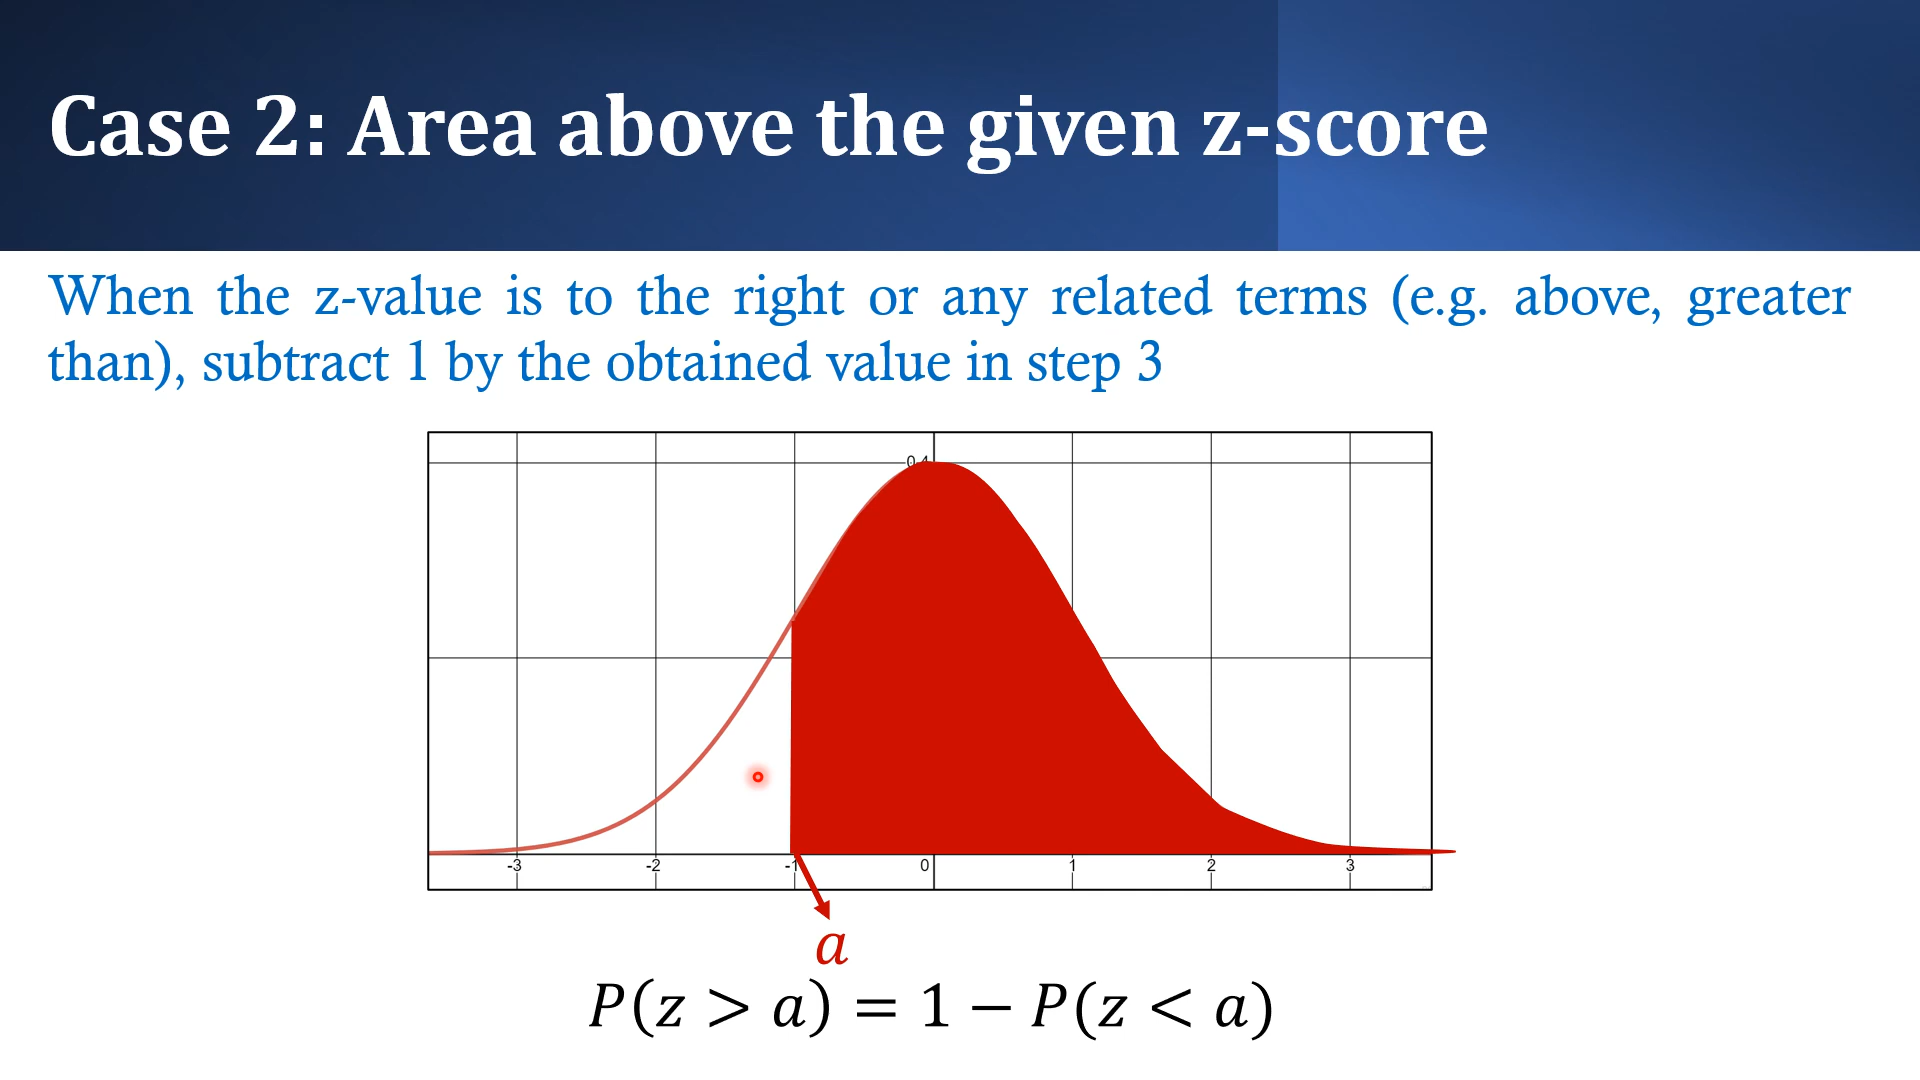 Case 2: Area above the given z-score
When the z-value is to the right or any related terms (e.g. above, greater
than), subtract 1 by the obtained value in step 3
0.4
-3 -2 -1 0 1 2 3
a
P(z > a) = 1 − P(z < a)